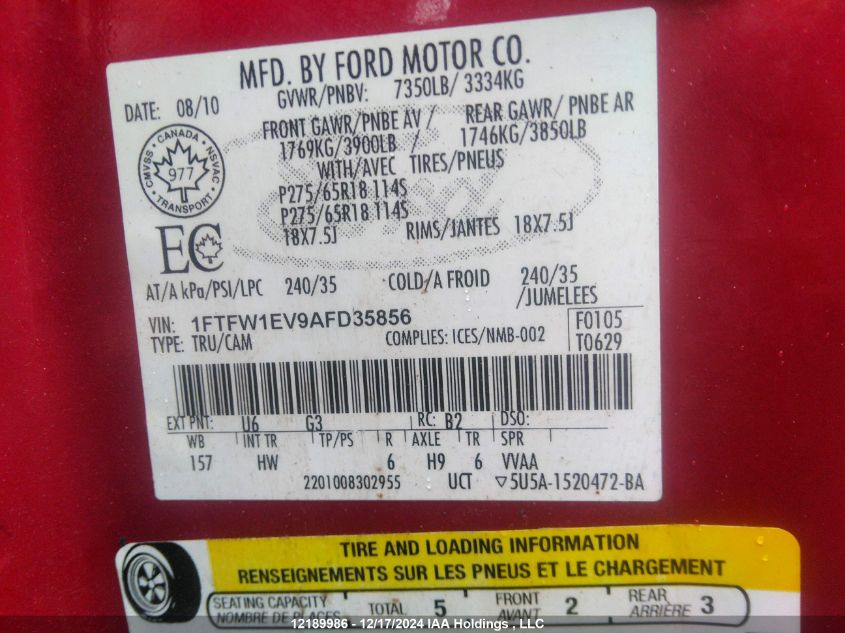 MFD. BY FORD MOTOR CO.
DATE: 08/10
GVWR/PNBV: 7350LB/ 3334KG
FRONT GAWR/PNBE AV / REAR GAWR/ PNBE AR
1769KG/3900LB / 1746KG/3850LB
WITH/AVEC TIRES/PNEUS
P275/65R18 114S
P275/65R18 114S
18X7.5J RIMS/JANTES 18X7.5J
CANADA
CMVSS NSVAC
977
TRANSPORT
EC
AT/A kPa/PSI/LPC 240/35 COLD/A FROID 240/35
/JUMELEES
VIN: 1FTFW1EV9AFD35856
TYPE: TRU/CAM COMPLIES: ICES/NMB-002
F0105
T0629
EXT PNT: U6 G3 RC: B2 DSO:
WB INT TR TP/PS R AXLE TR SPR
157 HW 6 H9 6 VVAA
2201008302955 UCT ▽5U5A-1520472-BA
TIRE AND LOADING INFORMATION
RENSEIGNEMENTS SUR LES PNEUS ET LE CHARGEMENT
SEATING CAPACITY TOTAL 5 FRONT 2 REAR 3
NOMBRE DE PLACES AVANT ARRIÈRE
12189986 - 12/17/2024 IAA Holdings , LLC